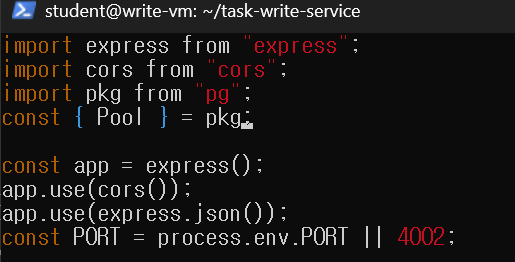 student@write-vm: ~/task-write-service
import express from "express";
import cors from "cors";
import pkg from "pg";
const { Pool } = pkg;
const app = express();
app.use(cors());
app.use(express.json());
const PORT = process.env.PORT || 4002;